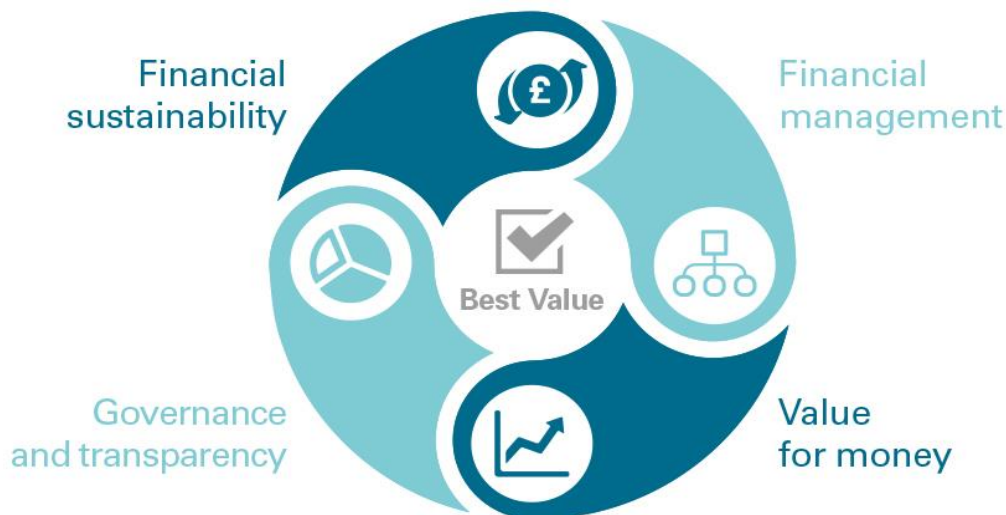 Financial
sustainability
Financial
management
£
Best Value
Governance
and transparency
Value
for money